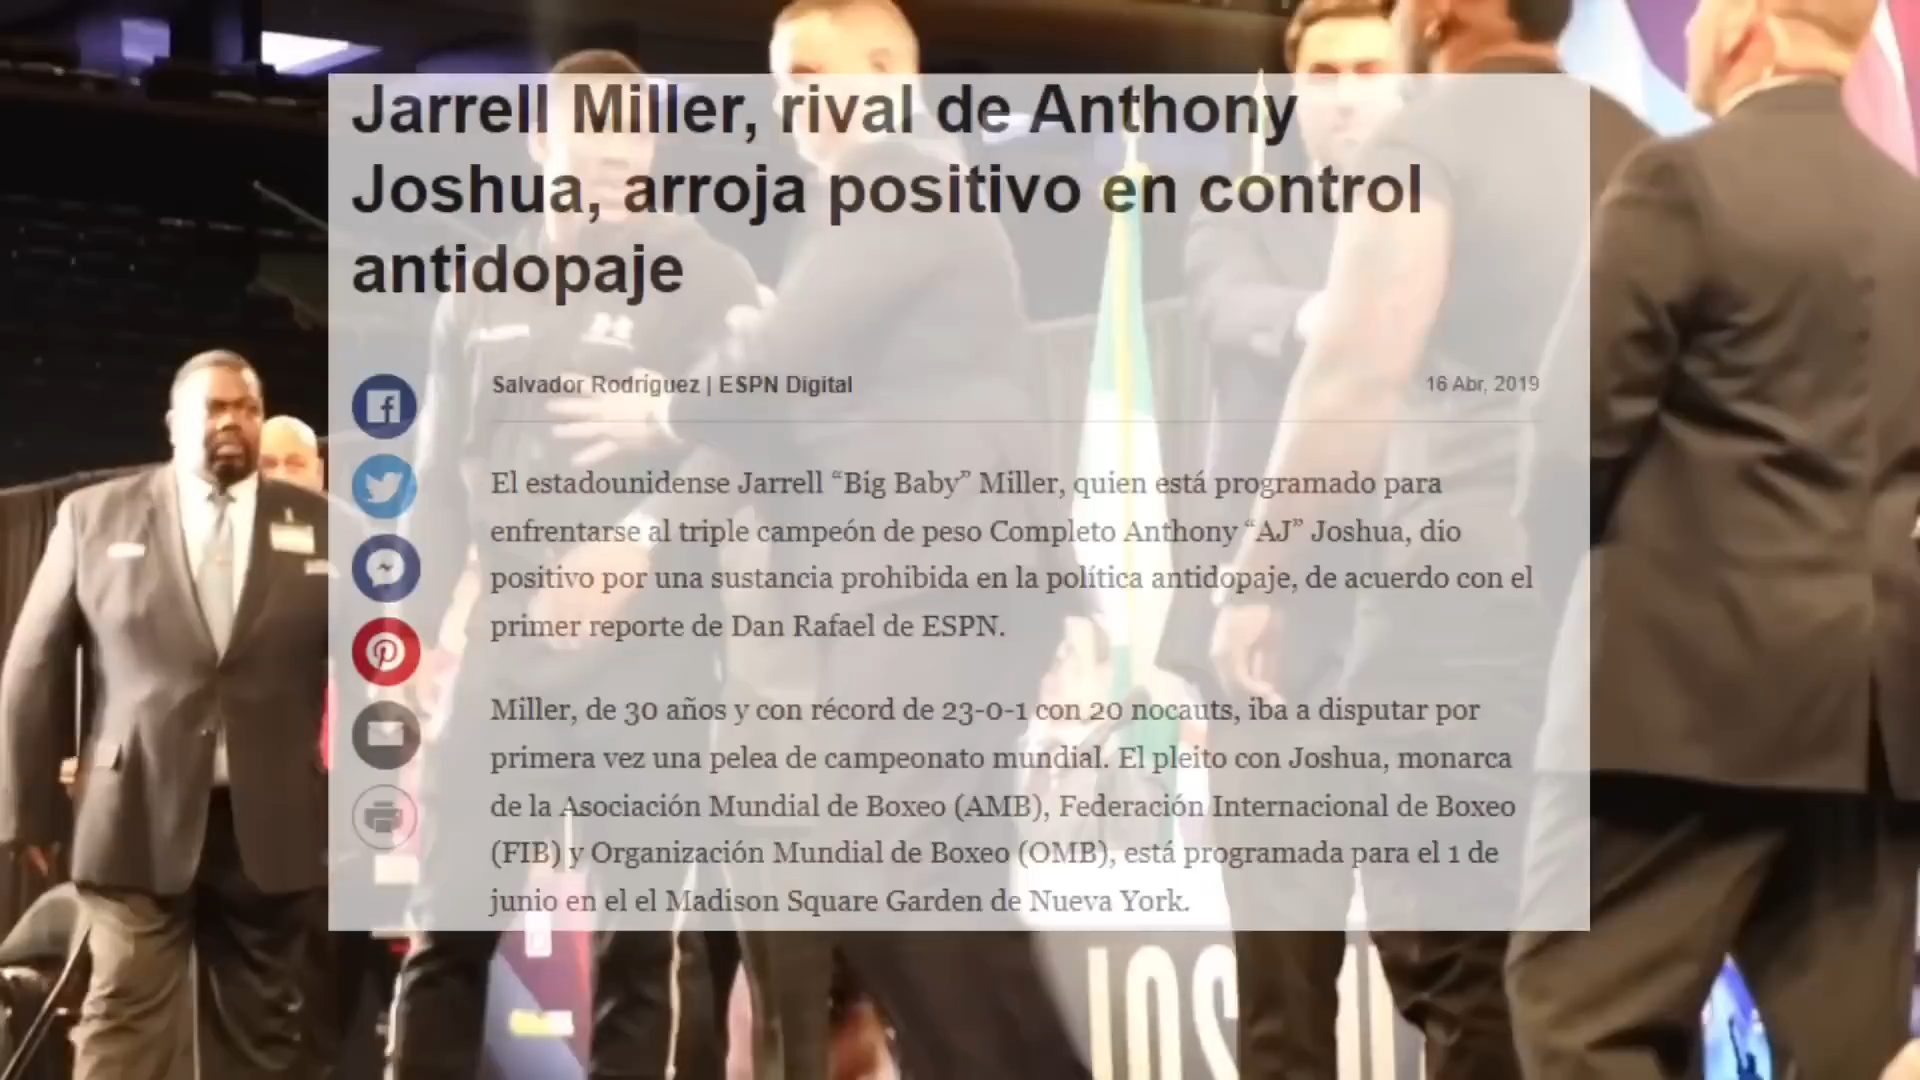 Jarrell Miller, rival de Anthony
Joshua, arroja positivo en control
antidopaje
Salvador Rodríguez | ESPN Digital
16 Abr, 2019
El estadounidense Jarrell “Big Baby” Miller, quien está programado para
enfrentarse al triple campeón de peso Completo Anthony “AJ” Joshua, dio
positivo por una sustancia prohibida en la política antidopaje, de acuerdo con el
primer reporte de Dan Rafael de ESPN.
Miller, de 30 años y con récord de 23-0-1 con 20 nocauts, iba a disputar por
primera vez una pelea de campeonato mundial. El pleito con Joshua, monarca
de la Asociación Mundial de Boxeo (AMB), Federación Internacional de Boxeo
(FIB) y Organización Mundial de Boxeo (OMB), está programada para el 1 de
junio en el el Madison Square Garden de Nueva York.
JOS